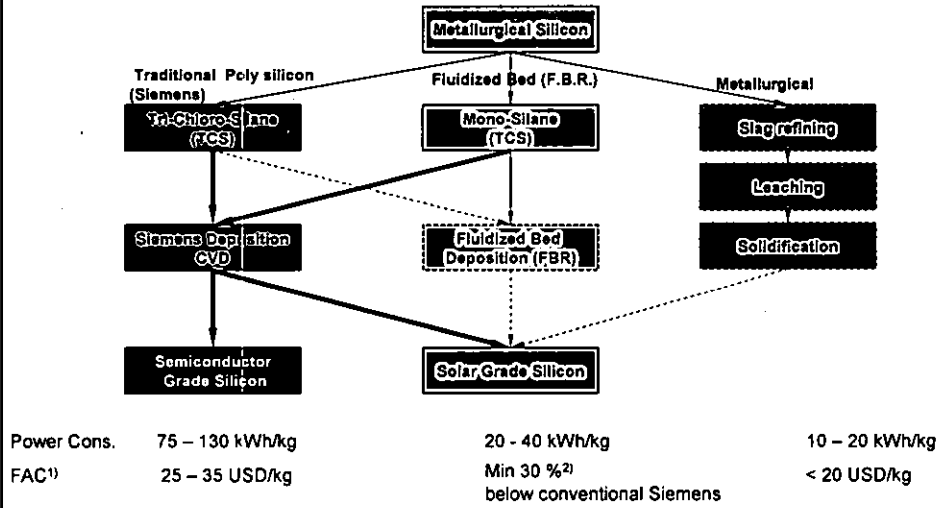 Metallurgical Silicon
Traditional Poly silicon
(Siemens)
Fluidized Bed (F.B.R.)
Metallurgical
Tri-Chloro-Silane
(TCS)
Mono-Silane
(TCS)
Slag refining
Leaching
Siemens Deposition
CVD
Fluidized Bed
Deposition (FBR)
Solidification
Semiconductor
Grade Silicon
Solar Grade Silicon
Power Cons. 75 – 130 kWh/kg 20 - 40 kWh/kg 10 – 20 kWh/kg
FAC1) 25 – 35 USD/kg Min 30 %2) < 20 USD/kg
below conventional Siemens